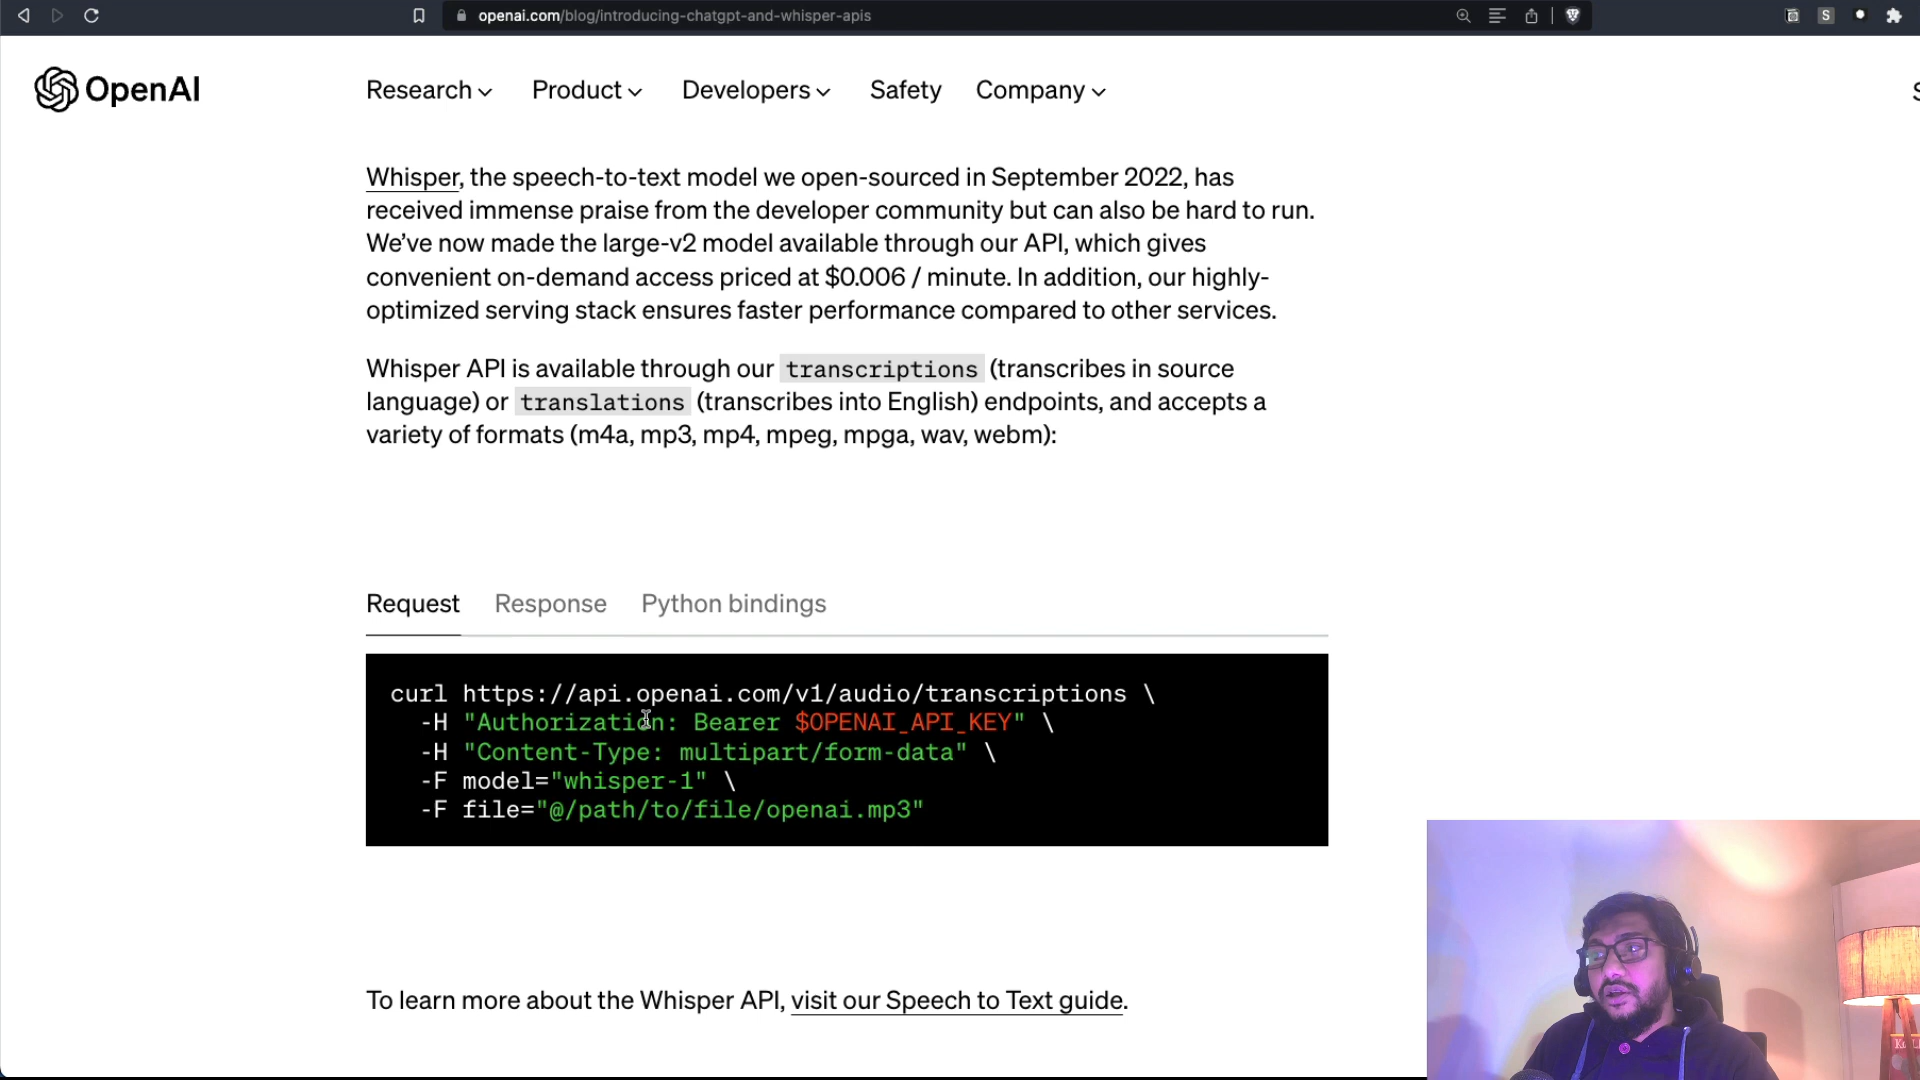 openai.com/blog/introducing-chatgpt-and-whisper-apis
S
OpenAI
Research
Product
Developers
Safety
Company
Whisper, the speech-to-text model we open-sourced in September 2022, has
received immense praise from the developer community but can also be hard to run.
We’ve now made the large-v2 model available through our API, which gives
convenient on-demand access priced at $0.006 / minute. In addition, our highly-
optimized serving stack ensures faster performance compared to other services.
Whisper API is available through our transcriptions (transcribes in source
language) or translations (transcribes into English) endpoints, and accepts a
variety of formats (m4a, mp3, mp4, mpeg, mpga, wav, webm):
Request
Response
Python bindings
curl https://api.openai.com/v1/audio/transcriptions \
-H "Authorization: Bearer $OPENAI_API_KEY" \
-H "Content-Type: multipart/form-data" \
-F model="whisper-1" \
-F file="@/path/to/file/openai.mp3"
To learn more about the Whisper API, visit our Speech to Text guide.